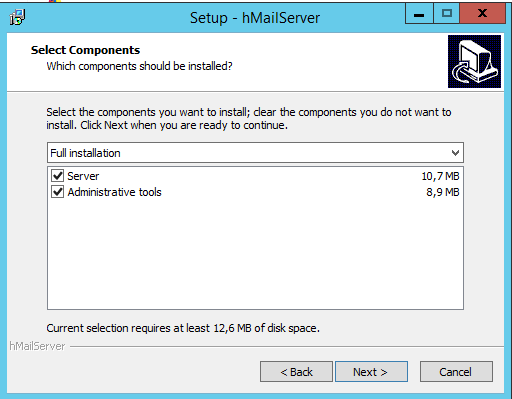 Setup - hMailServer
Select Components
Which components should be installed?
Select the components you want to install; clear the components you do not want to
install. Click Next when you are ready to continue.
Full installation
Server 10,7 MB
Administrative tools 8,9 MB
Current selection requires at least 12,6 MB of disk space.
hMailServer
< Back Next > Cancel